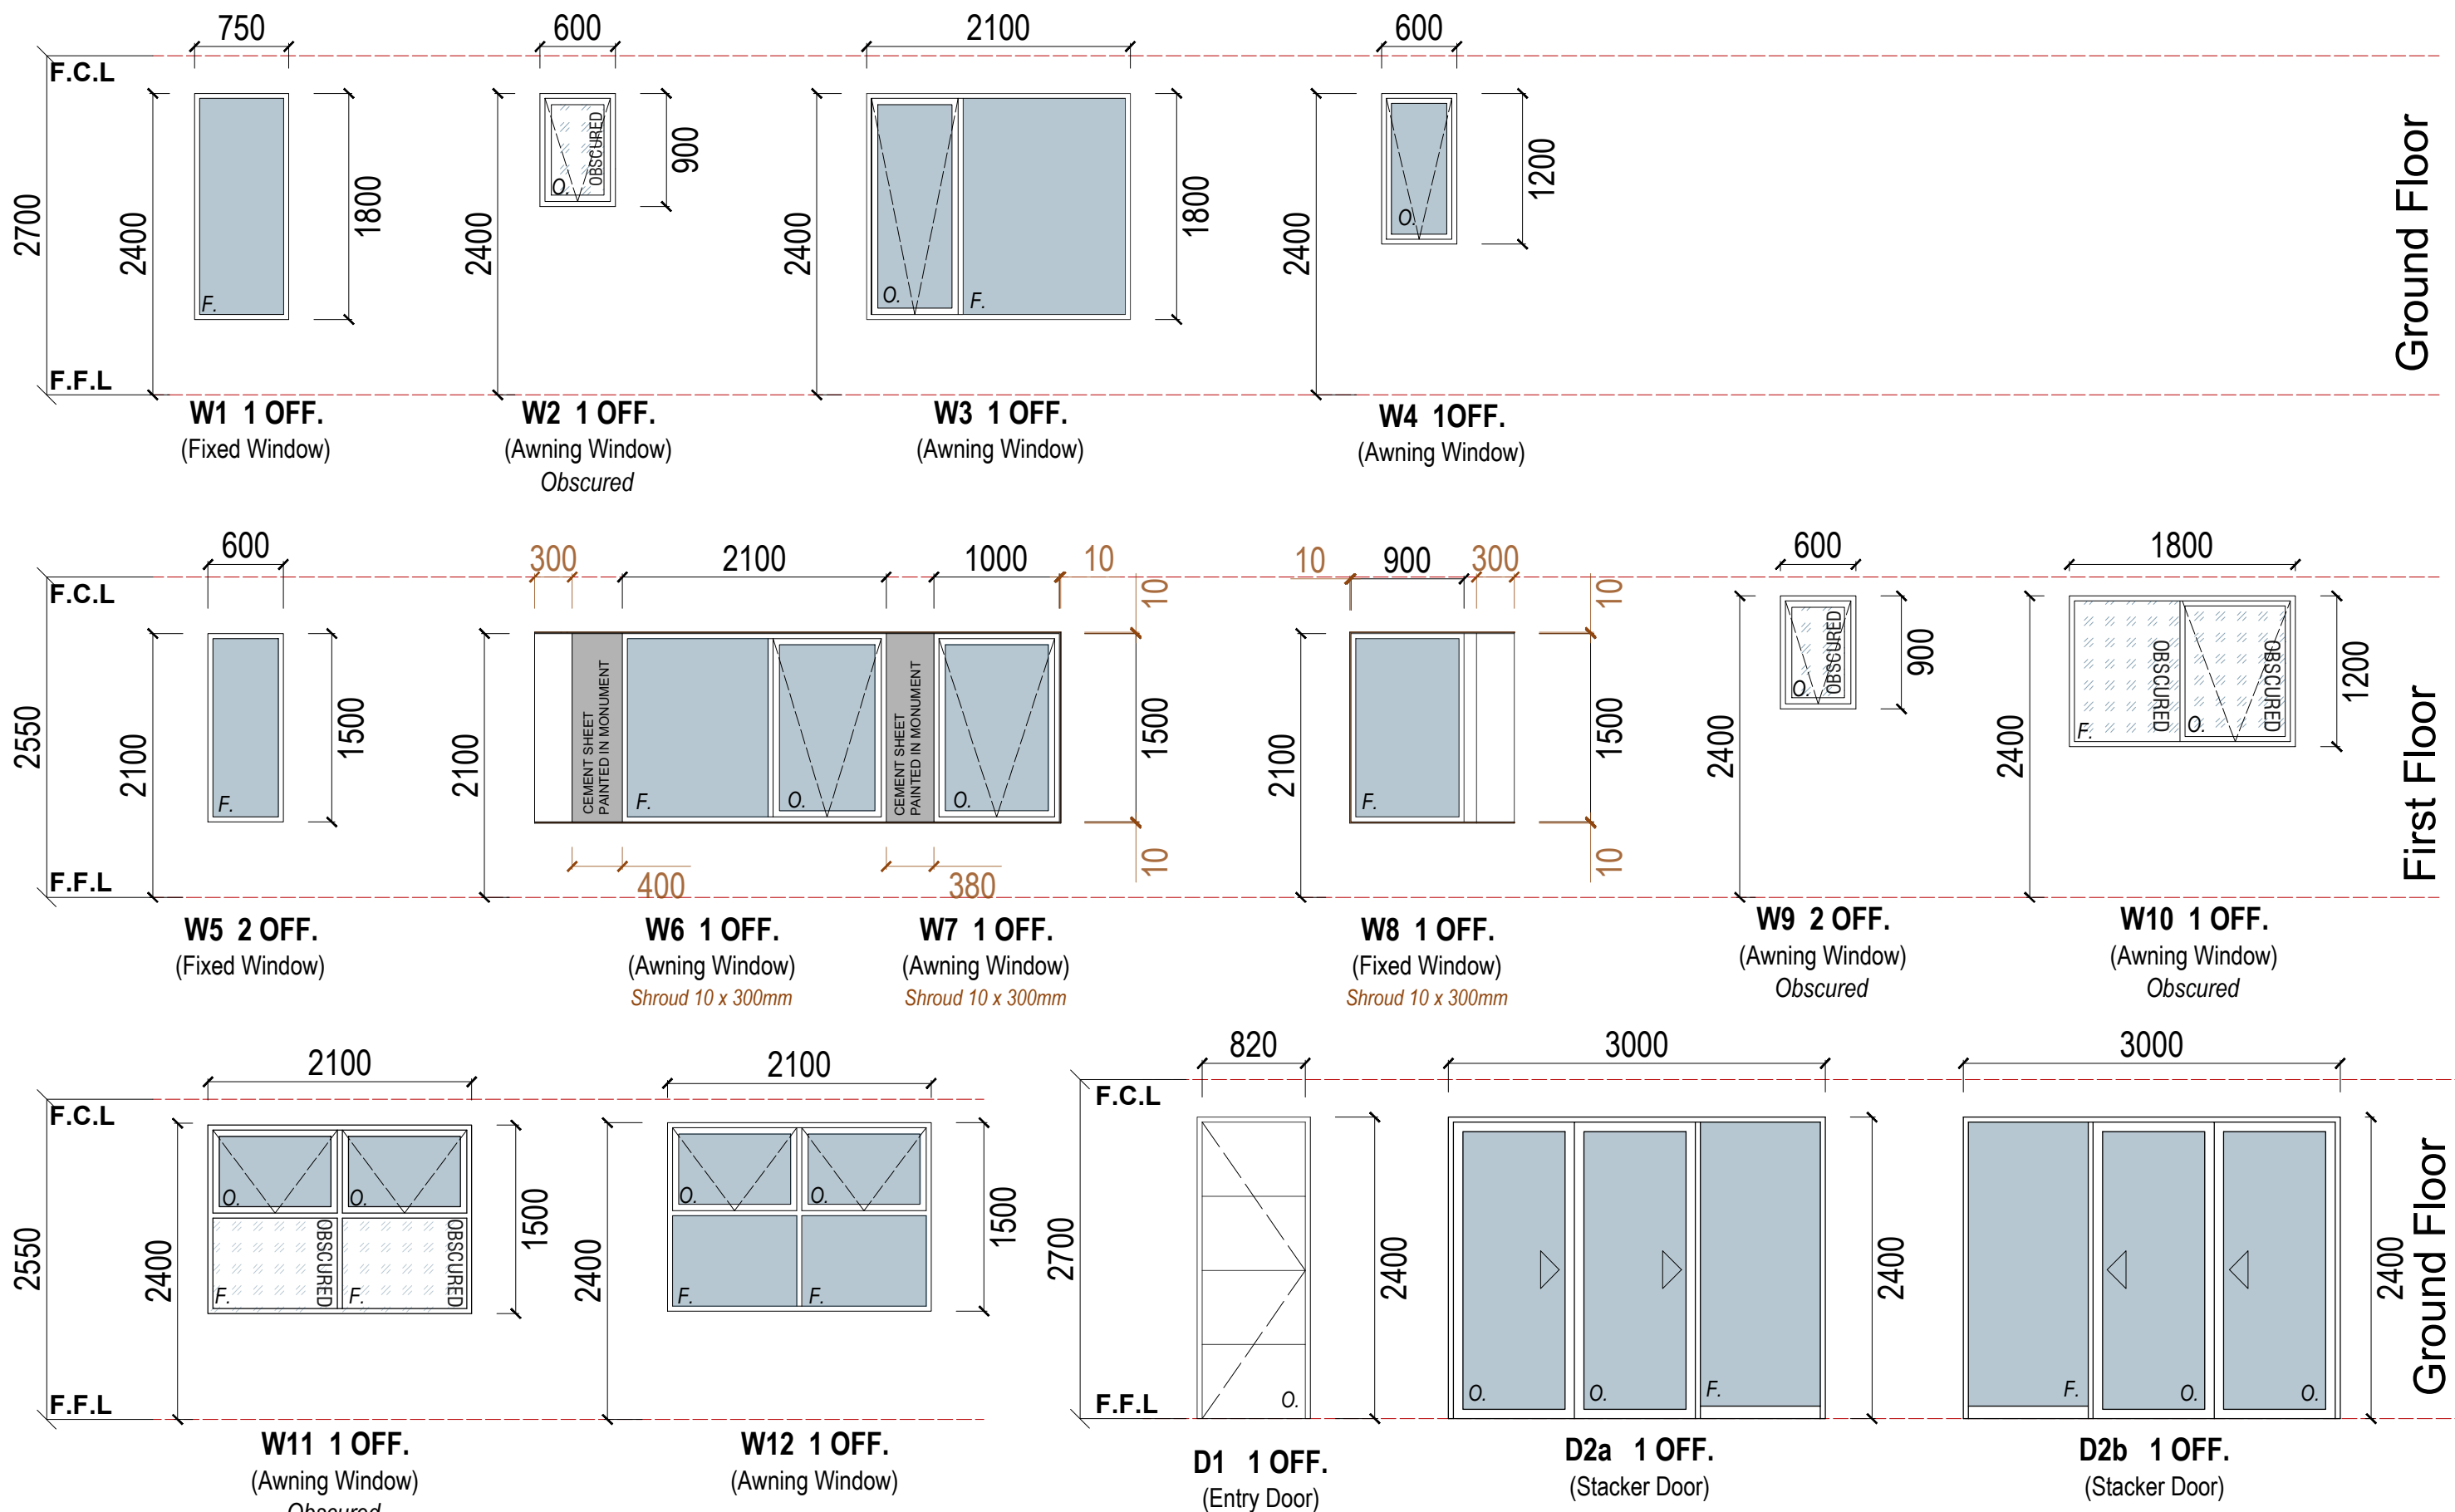 750
600
2100
600
F.C.L
2700
2400
1800
F.
2400
900
OBSCURED
O.
2400
1800
O.
F.
2400
1200
O.
Ground Floor
F.F.L
W1 1 OFF.
(Fixed Window)
W2 1 OFF.
(Awning Window)
Obscured
W3 1 OFF.
(Awning Window)
W4 1OFF.
(Awning Window)
600
300
2100
1000
10
10
900
300
600
1800
F.C.L
2550
2100
1500
F.
2100
CEMENT SHEET
PAINTED IN MONUMENT
F.
O.
CEMENT SHEET
PAINTED IN MONUMENT
O.
10
1500
10
400
380
2100
F.
10
1500
10
2400
OBSCURED
O.
900
2400
F.
OBSCURED
O.
OBSCURED
1200
First Floor
F.F.L
W5 2 OFF.
(Fixed Window)
W6 1 OFF.
(Awning Window)
Shroud 10 x 300mm
W7 1 OFF.
(Awning Window)
Shroud 10 x 300mm
W8 1 OFF.
(Fixed Window)
Shroud 10 x 300mm
W9 2 OFF.
(Awning Window)
Obscured
W10 1 OFF.
(Awning Window)
Obscured
2100
2100
820
3000
3000
F.C.L
2550
2400
O.
O.
F.
OBSCURED
F.
OBSCURED
1500
2400
O.
O.
F.
F.
1500
F.F.L
F.C.L
2700
O.
2400
O.
O.
F.
2400
F.
O.
O.
2400
Ground Floor
F.F.L
W11 1 OFF.
(Awning Window)
Obscured
W12 1 OFF.
(Awning Window)
D1 1 OFF.
(Entry Door)
D2a 1 OFF.
(Stacker Door)
D2b 1 OFF.
(Stacker Door)